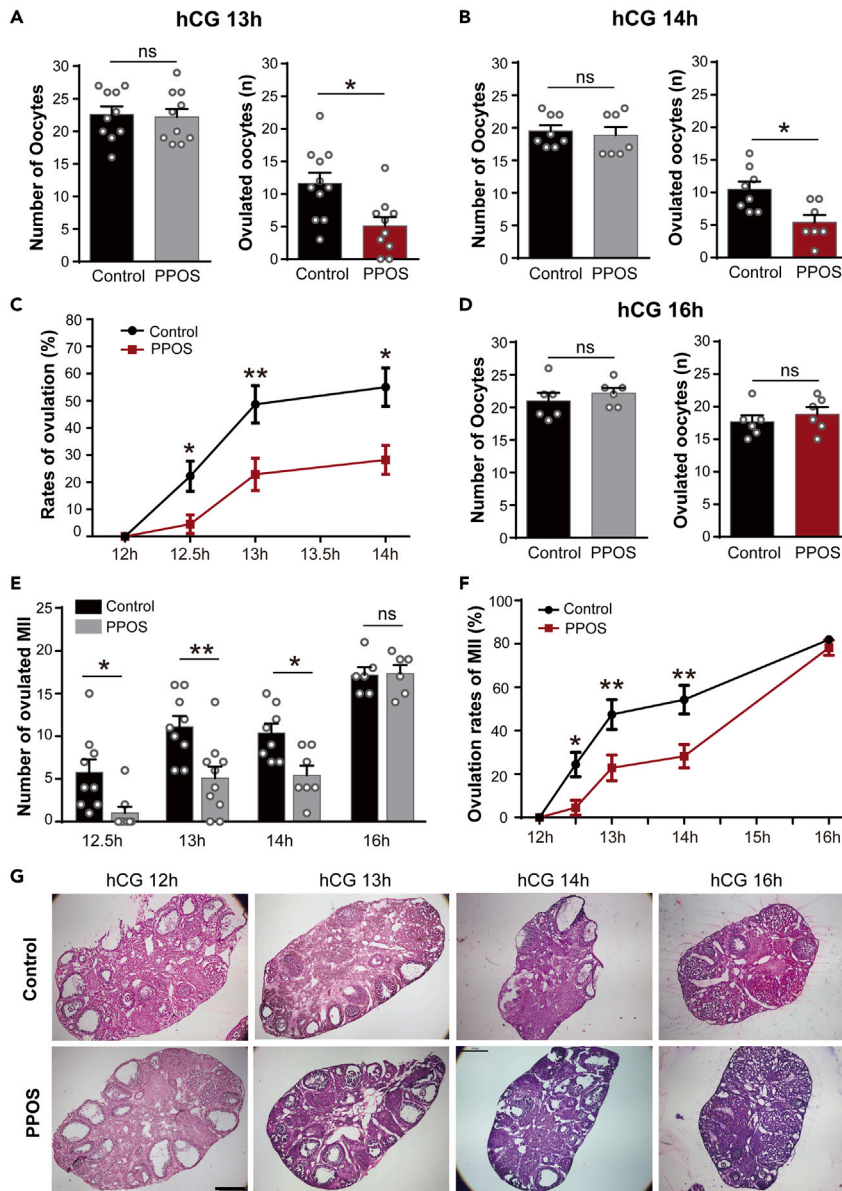 A
hCG 13h
Number of Oocytes
30
25
20
15
10
5
0
ns
Control
PPOS
Ovulated oocytes (n)
30
25
20
15
10
5
0
*
Control
PPOS
B
hCG 14h
Number of Oocytes
30
25
20
15
10
5
0
ns
Control
PPOS
Ovulated oocytes (n)
30
25
20
15
10
5
0
*
Control
PPOS
C
Rates of ovulation (%)
80
70
60
50
40
30
20
10
0
Control
PPOS
*
**
*
12h
12.5h
13h
13.5h
14h
D
hCG 16h
Number of Oocytes
30
25
20
15
10
5
0
ns
Control
PPOS
Ovulated oocytes (n)
30
25
20
15
10
5
0
ns
Control
PPOS
E
Number of ovulated MII
25
20
15
10
5
0
Control
PPOS
*
**
*
ns
12.5h
13h
14h
16h
F
Ovulation rates of MII (%)
100
80
60
40
20
0
Control
PPOS
*
**
**
12h
13h
14h
15h
16h
G
hCG 12h
hCG 13h
hCG 14h
hCG 16h
Control
PPOS